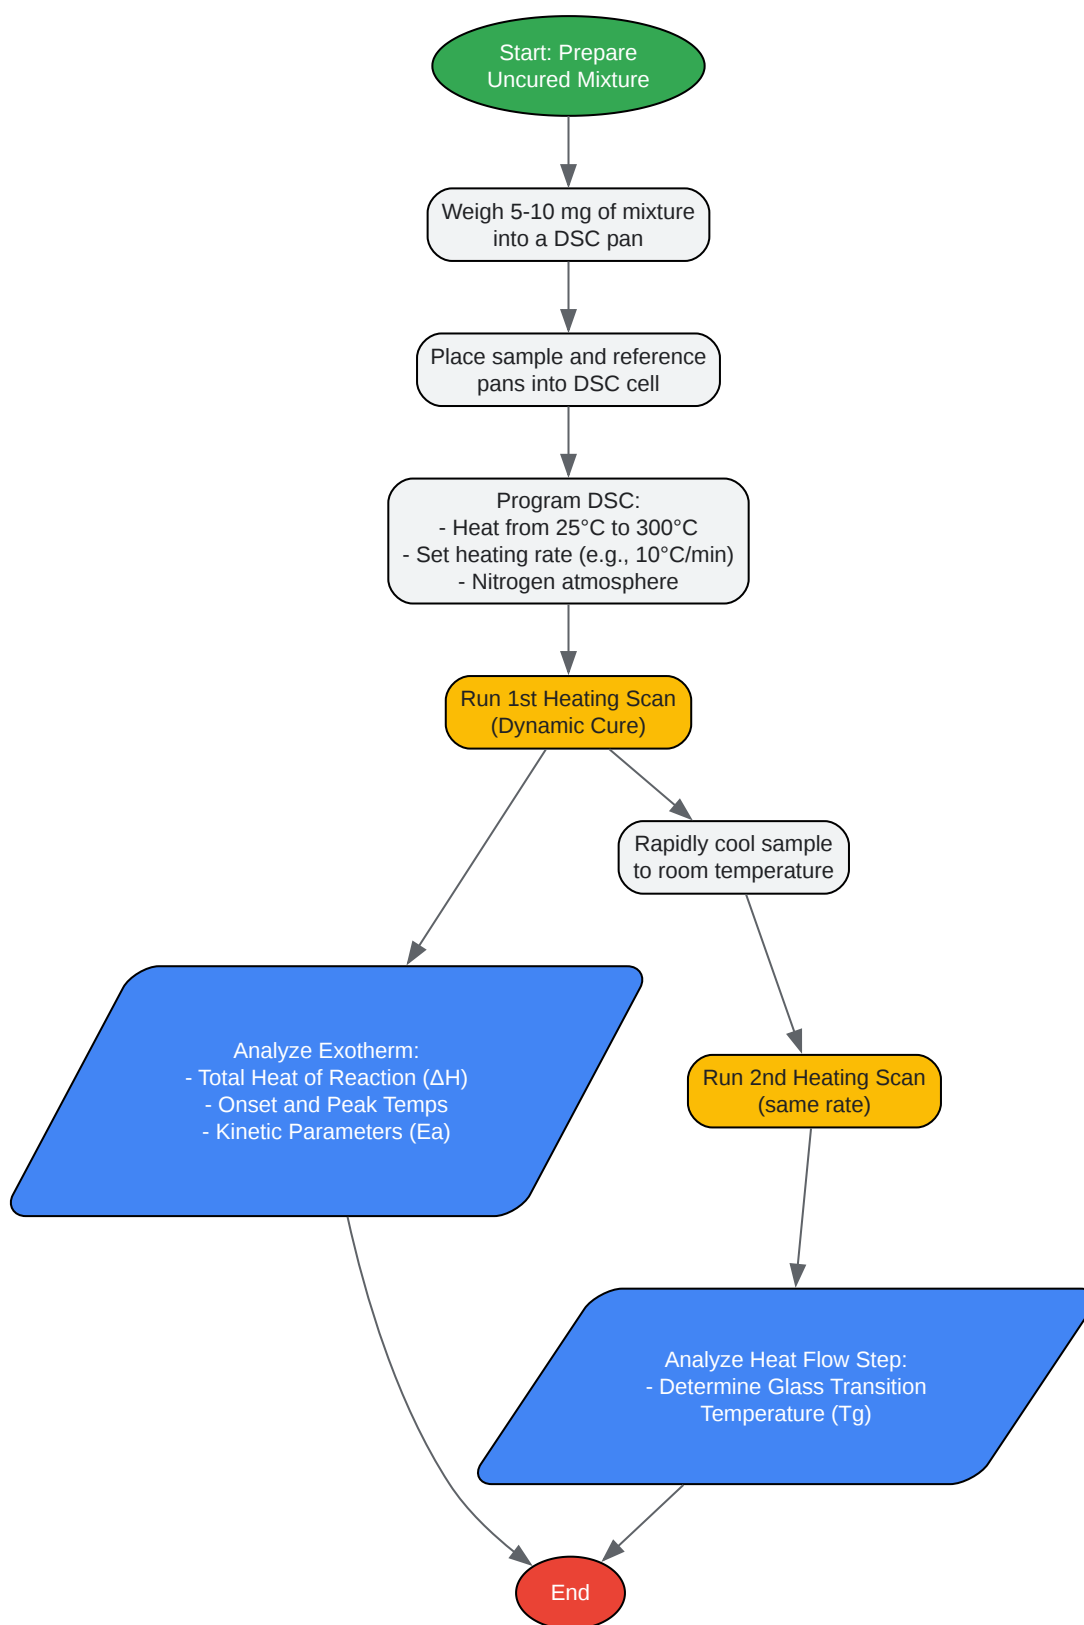 Start: Prepare
Uncured Mixture
Weigh 5-10 mg of mixture
into a DSC pan
Place sample and reference
pans into DSC cell
Program DSC:
- Heat from 25°C to 300°C
- Set heating rate (e.g., 10°C/min)
- Nitrogen atmosphere
Run 1st Heating Scan
(Dynamic Cure)
Rapidly cool sample
to room temperature
Analyze Exotherm:
- Total Heat of Reaction (ΔH)
- Onset and Peak Temps
- Kinetic Parameters (Ea)
Run 2nd Heating Scan
(same rate)
Analyze Heat Flow Step:
- Determine Glass Transition
Temperature (Tg)
End